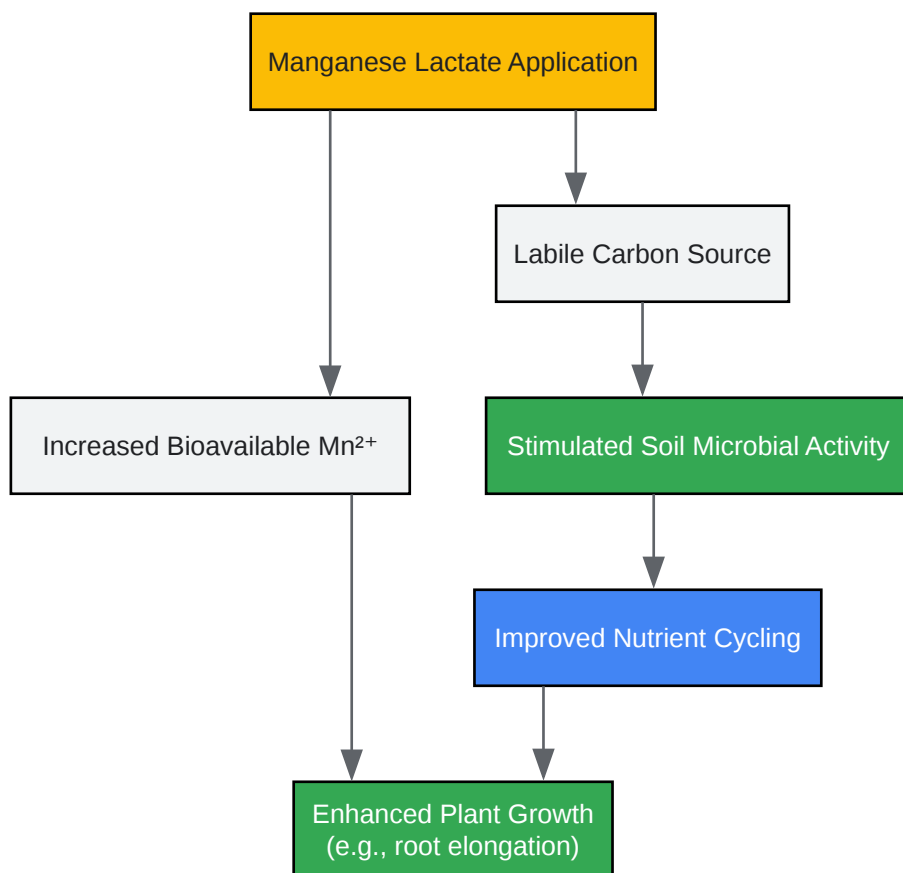 Manganese Lactate Application
Labile Carbon Source
Increased Bioavailable Mn²⁺
Stimulated Soil Microbial Activity
Improved Nutrient Cycling
Enhanced Plant Growth
(e.g., root elongation)